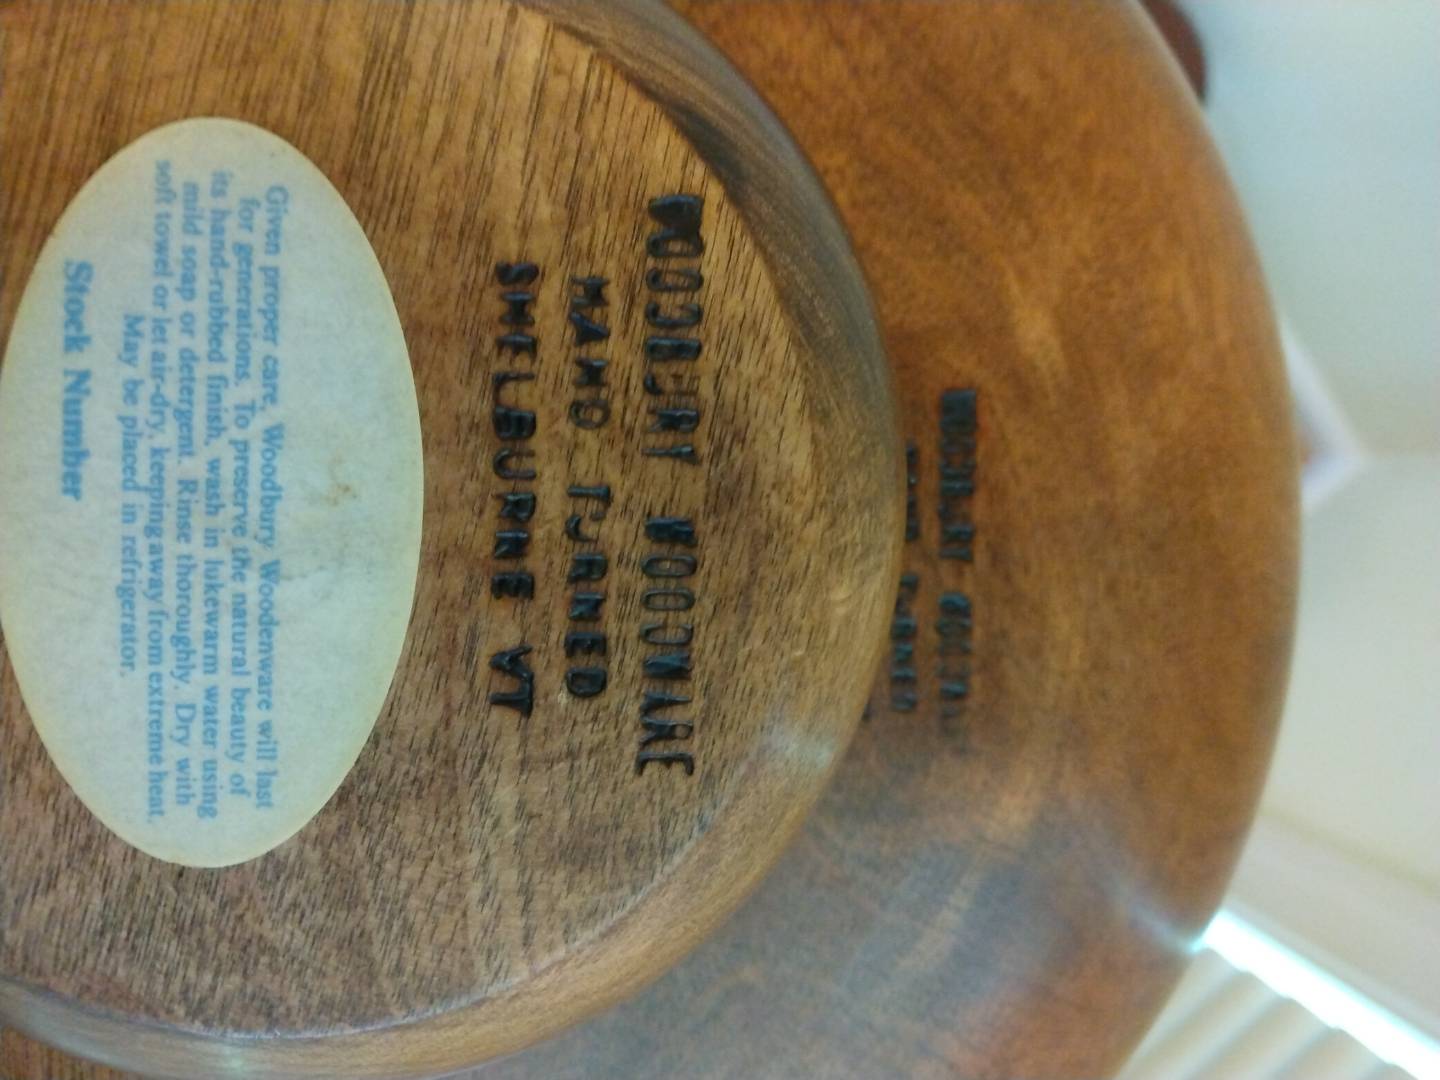 WOODBURY WOODWARE
HAND TURNED
SHELBURNE VT
Given proper care, Woodbury Woodenware will last
for generations. To preserve the natural beauty of
its hand-rubbed finish, wash in lukewarm water using
mild soap or detergent. Rinse thoroughly. Dry with
soft towel or let air-dry, keeping away from extreme heat.
May be placed in refrigerator.
Stock Number